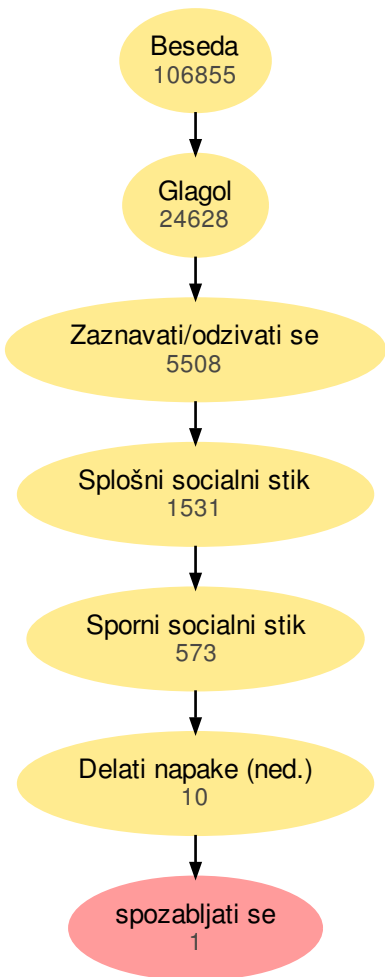 Beseda
106855
Glagol
24628
Zaznavati/odzivati se
5508
Splošni socialni stik
1531
Sporni socialni stik
573
Delati napake (ned.)
10
spozabljati se
1